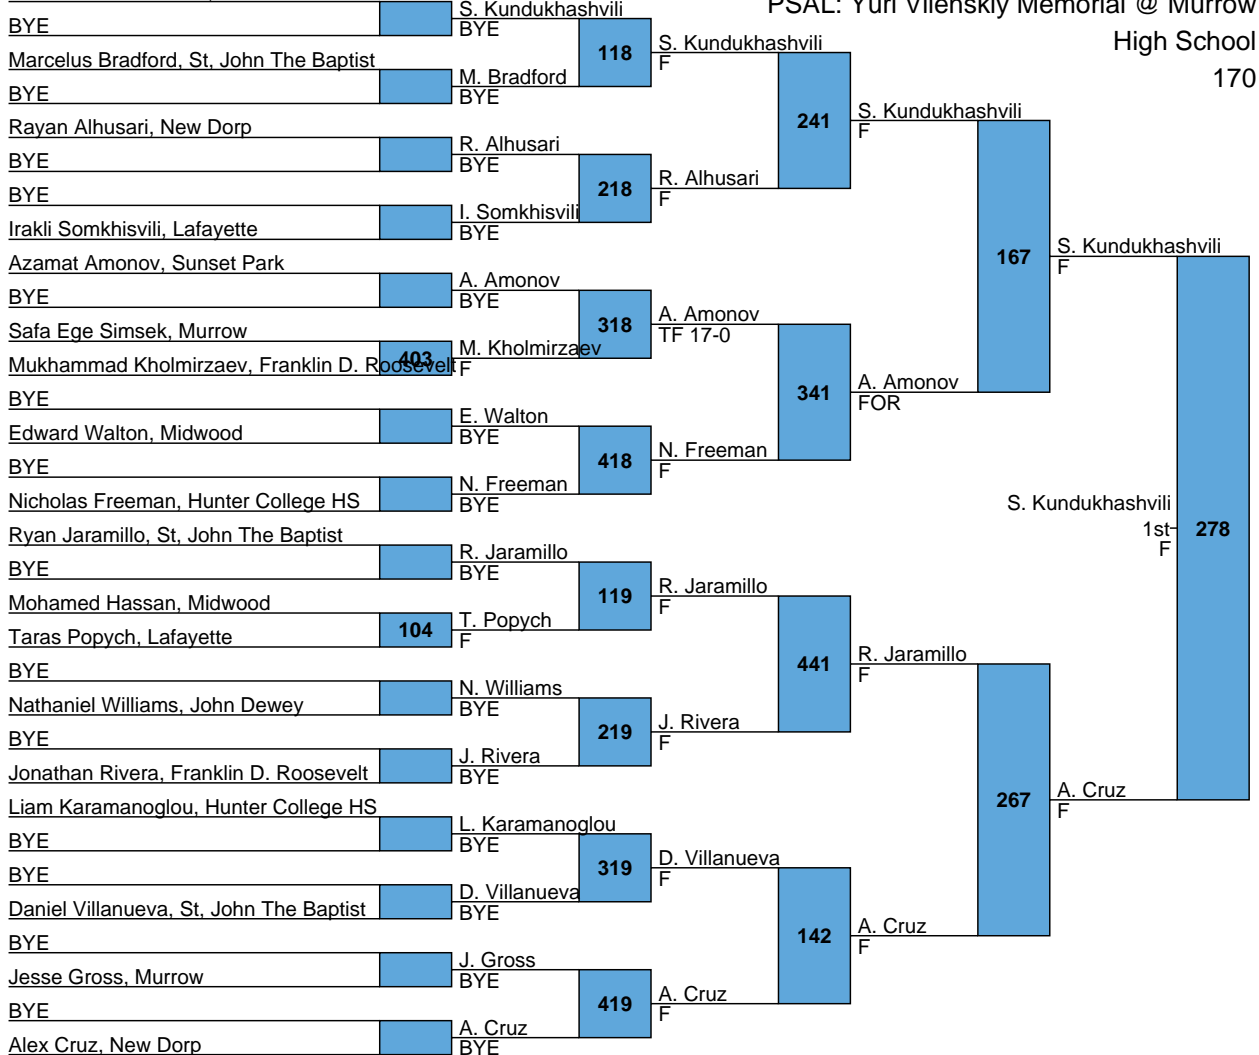 PSAL: Yuri Vilenskiy Memorial @ Murrow
High School
170
BYE
Marcelus Bradford, St, John The Baptist
BYE
Rayan Alhusari, New Dorp
BYE
BYE
Irakli Somkhisvili, Lafayette
Azamat Amonov, Sunset Park
BYE
Safa Ege Simsek, Murrow
Mukhammad Kholmirzaev, Franklin D. Roosevelt
BYE
Edward Walton, Midwood
BYE
Nicholas Freeman, Hunter College HS
Ryan Jaramillo, St, John The Baptist
BYE
Mohamed Hassan, Midwood
Taras Popych, Lafayette
BYE
Nathaniel Williams, John Dewey
BYE
Jonathan Rivera, Franklin D. Roosevelt
Liam Karamanoglou, Hunter College HS
BYE
BYE
Daniel Villanueva, St, John The Baptist
BYE
Jesse Gross, Murrow
BYE
Alex Cruz, New Dorp
403
104
S. Kundukhashvili
BYE
M. Bradford
BYE
R. Alhusari
BYE
I. Somkhisvili
BYE
A. Amonov
BYE
M. Kholmirzaev
F
E. Walton
BYE
N. Freeman
BYE
R. Jaramillo
BYE
T. Popych
F
N. Williams
BYE
J. Rivera
BYE
L. Karamanoglou
BYE
D. Villanueva
BYE
J. Gross
BYE
A. Cruz
BYE
118
218
318
418
119
219
319
419
S. Kundukhashvili
F
R. Alhusari
F
A. Amonov
TF 17-0
N. Freeman
F
R. Jaramillo
F
J. Rivera
F
D. Villanueva
F
A. Cruz
F
241
341
441
142
S. Kundukhashvili
F
A. Amonov
FOR
R. Jaramillo
F
A. Cruz
F
167
267
S. Kundukhashvili
F
A. Cruz
F
278
S. Kundukhashvili
1st
F